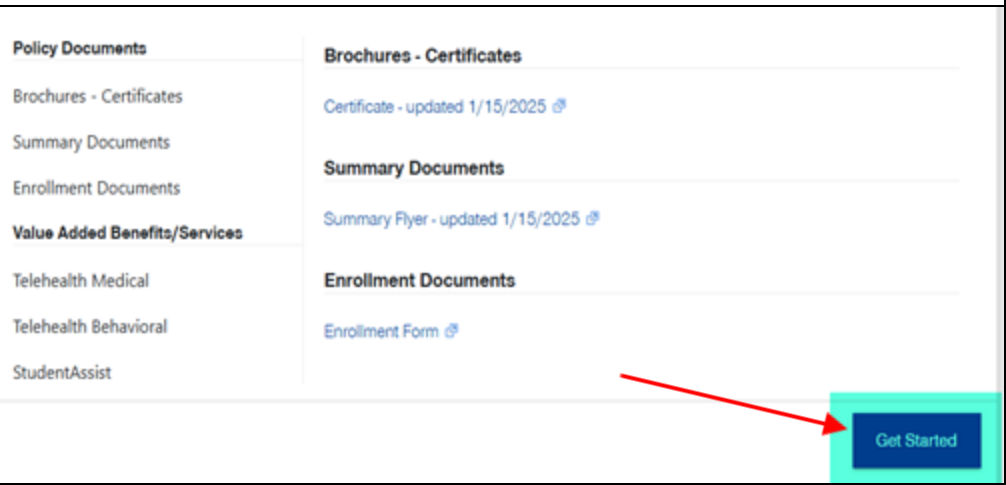 Policy Documents
Brochures - Certificates
Summary Documents
Enrollment Documents
Value Added Benefits/Services
Telehealth Medical
Telehealth Behavioral
StudentAssist
Brochures - Certificates
Certificate - updated 1/15/2025
Summary Documents
Summary Flyer - updated 1/15/2025
Enrollment Documents
Enrollment Form
Get Started